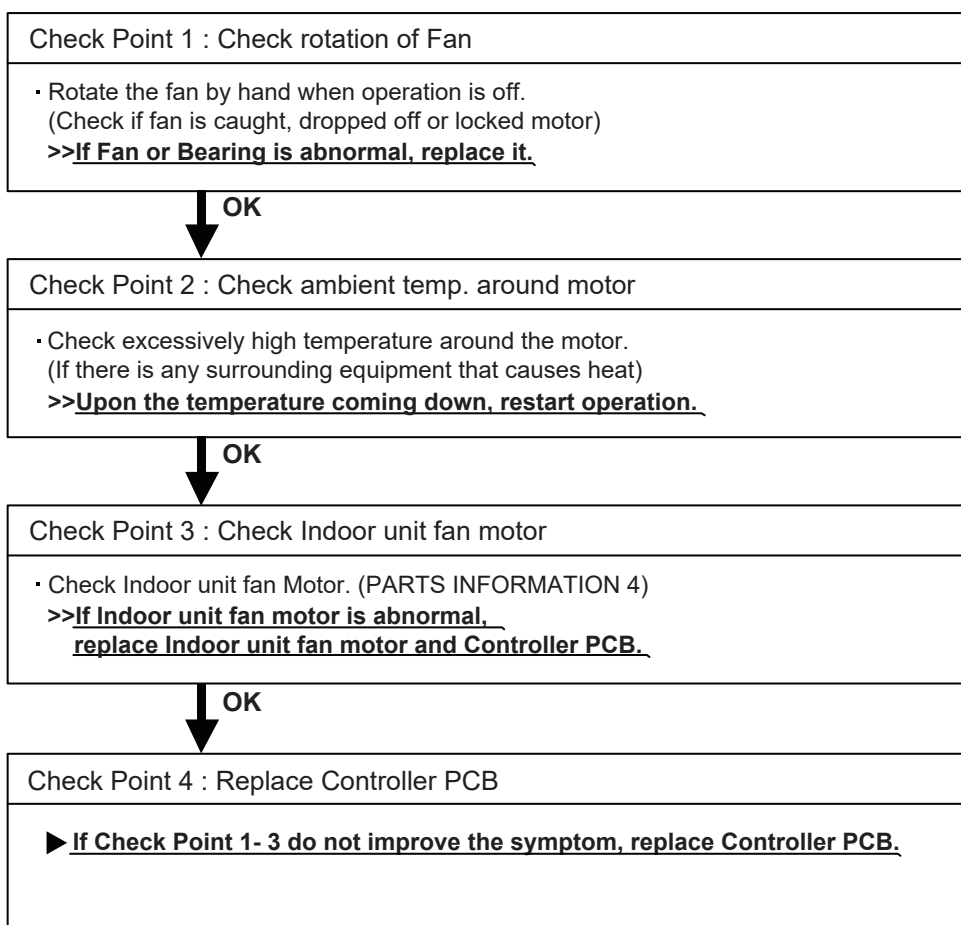 Check Point 1 : Check rotation of Fan
· Rotate the fan by hand when operation is off.
(Check if fan is caught, dropped off or locked motor)
>>If Fan or Bearing is abnormal, replace it.
OK
Check Point 2 : Check ambient temp. around motor
· Check excessively high temperature around the motor.
(If there is any surrounding equipment that causes heat)
>>Upon the temperature coming down, restart operation.
OK
Check Point 3 : Check Indoor unit fan motor
· Check Indoor unit fan Motor. (PARTS INFORMATION 4)
>>If Indoor unit fan motor is abnormal,
replace Indoor unit fan motor and Controller PCB.
OK
Check Point 4 : Replace Controller PCB
▶ If Check Point 1- 3 do not improve the symptom, replace Controller PCB.